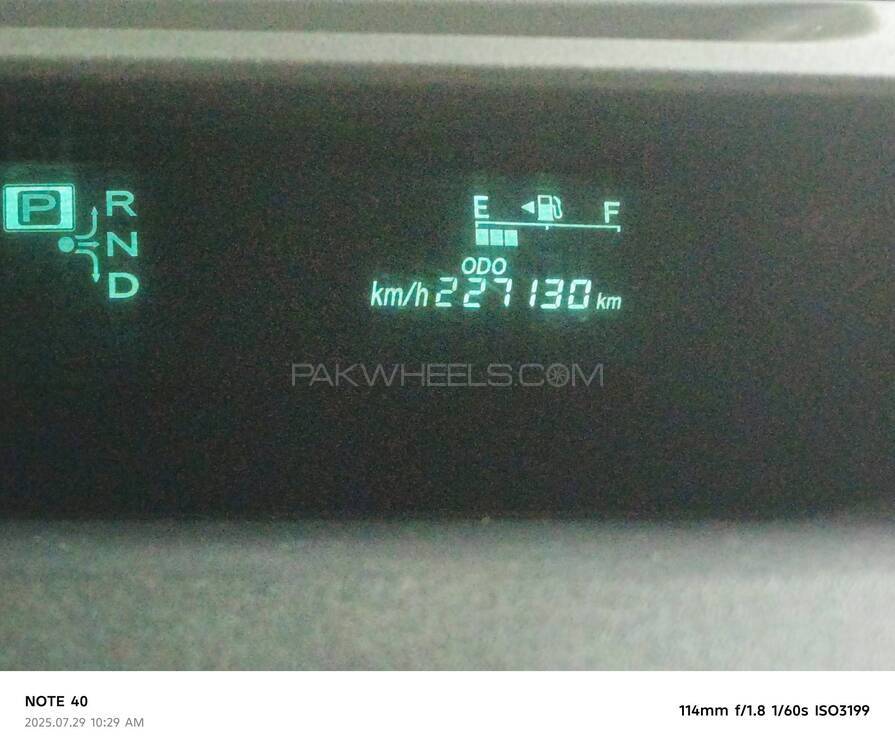 P R
N
D
E F
ODO
km/h 227130 km
PAKWHEELS.COM
NOTE 40
2025.07.29 10:29 AM
114mm f/1.8 1/60s ISO3199